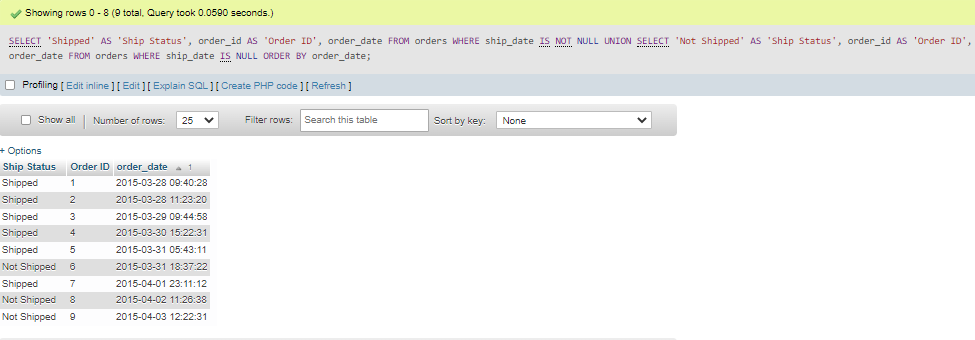 Showing rows 0 - 8 (9 total, Query took 0.0590 seconds.)
SELECT 'Shipped' AS 'Ship Status', order_id AS 'Order ID', order_date FROM orders WHERE ship_date IS NOT NULL UNION SELECT 'Not Shipped' AS 'Ship Status', order_id AS 'Order ID',
order_date FROM orders WHERE ship_date IS NULL ORDER BY order_date;
Profiling [ Edit inline ] [ Edit ] [ Explain SQL ] [ Create PHP code ] [ Refresh ]
Show all | Number of rows: 25 Filter rows: Search this table Sort by key: None
+ Options
Ship Status Order ID order_date 1
Shipped 1 2015-03-28 09:40:28
Shipped 2 2015-03-28 11:23:20
Shipped 3 2015-03-29 09:44:58
Shipped 4 2015-03-30 15:22:31
Shipped 5 2015-03-31 05:43:11
Not Shipped 6 2015-03-31 18:37:22
Shipped 7 2015-04-01 23:11:12
Not Shipped 8 2015-04-02 11:26:38
Not Shipped 9 2015-04-03 12:22:31